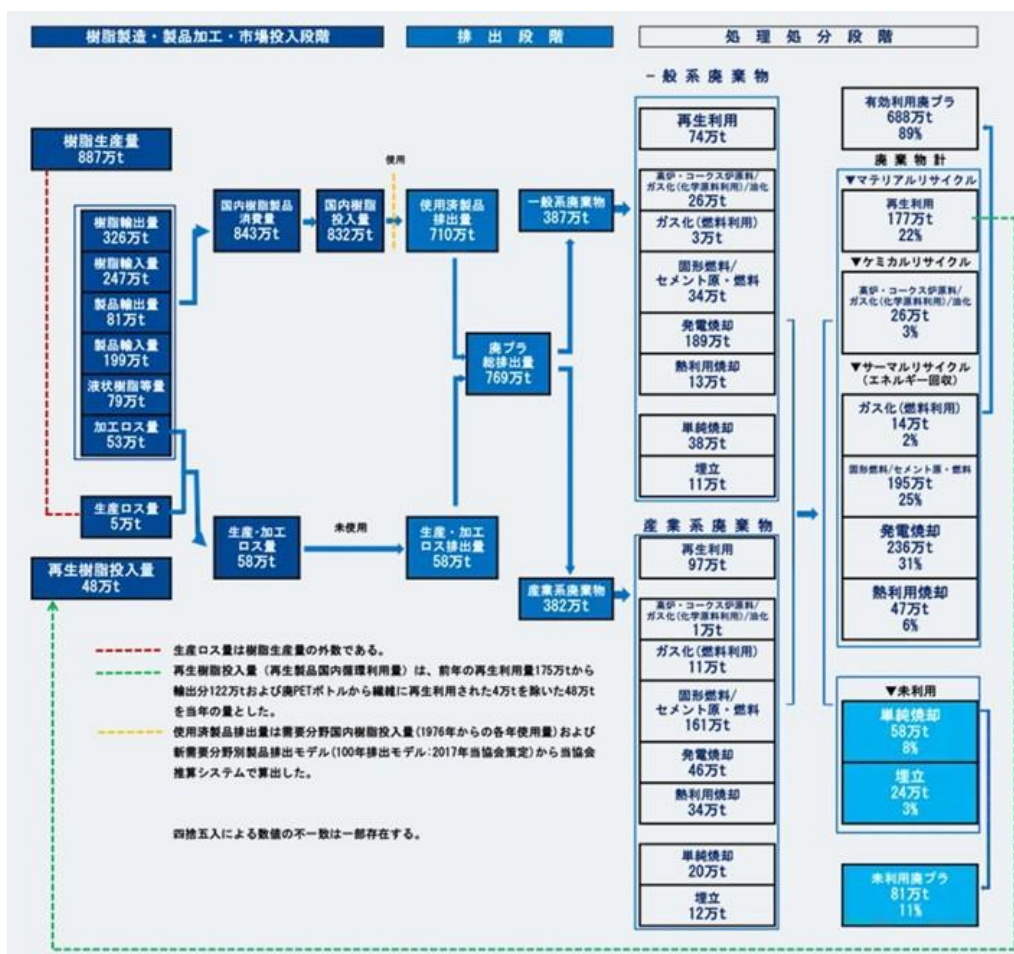 樹脂製造・製品加工・市場投入段階
排出段階
処理処分段階
一般系廃棄物
樹脂生産量
887万t
樹脂輸出量
326万t
樹脂輸入量
247万t
製品輸出量
81万t
製品輸入量
199万t
液状樹脂等量
79万t
加工ロス量
53万t
生産ロス量
5万t
再生樹脂投入量
48万t
国内樹脂製品
消費量
843万t
国内樹脂
投入量
832万t
使用
使用済製品
排出量
710万t
生産・加工
ロス量
58万t
未使用
生産・加工
ロス排出量
58万t
廃プラ
総排出量
769万t
一般系廃棄物
387万t
産業系廃棄物
382万t
再生利用
74万t
高炉・コークス炉原料/
ガス化(化学原料利用)/油化
26万t
ガス化(燃料利用)
3万t
固形燃料/
セメント原・燃料
34万t
発電焼却
189万t
熱利用焼却
13万t
単純焼却
38万t
埋立
11万t
産業系廃棄物
再生利用
97万t
高炉・コークス炉原料/
ガス化(化学原料利用)/油化
1万t
ガス化(燃料利用)
11万t
固形燃料/
セメント原・燃料
161万t
発電焼却
46万t
熱利用焼却
34万t
単純焼却
20万t
埋立
12万t
有効利用廃プラ
688万t
89%
廃棄物計
▼マテリアルリサイクル
再生利用
177万t
22%
▼ケミカルリサイクル
高炉・コークス炉原料/
ガス化(化学原料利用)/油化
26万t
3%
▼サーマルリサイクル
(エネルギー回収)
ガス化(燃料利用)
14万t
2%
固形燃料/セメント原・燃料
195万t
25%
発電焼却
236万t
31%
熱利用焼却
47万t
6%
▼未利用
単純焼却
58万t
8%
埋立
24万t
3%
未利用廃プラ
81万t
11%
生産ロス量は樹脂生産量の外数である。
再生樹脂投入量(再生製品国内循環利用量)は、前年の再生利用量175万tから
輸出分122万tおよび廃PETボトルから繊維に再生利用された4万tを除いた48万t
を当年の量とした。
使用済製品排出量は需要分野国内樹脂投入量(1976年からの各年使用量)および
新需要分野別製品排出モデル(100年排出モデル:2017年当協会策定)から当協会
推算システムで算出した。
四捨五入による数値の不一致は一部存在する。